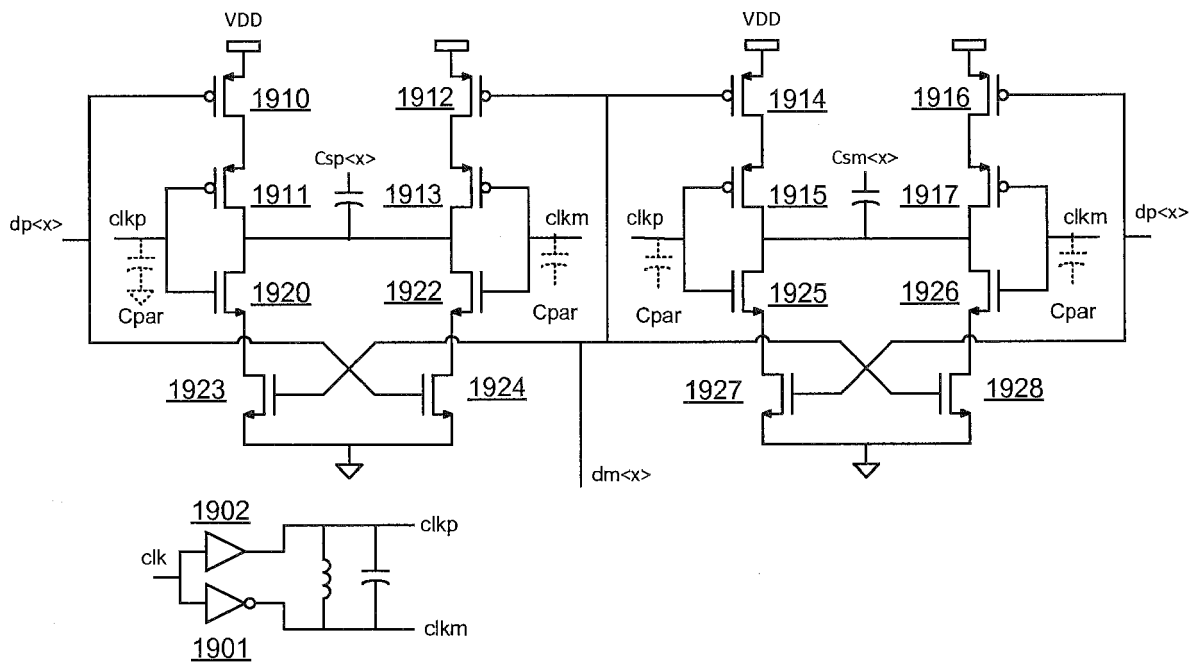 VDD
VDD
1910
1912
1914
1916
Csp<x>
Csm<x>
1911
1913
1915
1917
dp<x>
clkp
clkm
clkp
clkm
dp<x>
1920
1922
1925
1926
Cpar
Cpar
Cpar
Cpar
1923
1924
1927
1928
dm<x>
1902
clk
clkp
clkm
1901